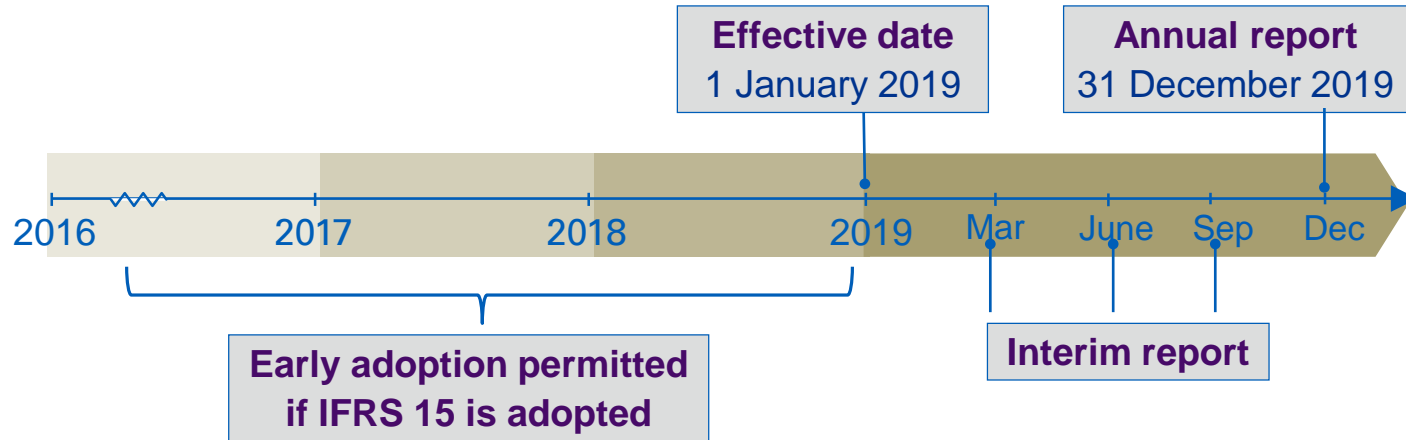 Effective date
1 January 2019
Annual report
31 December 2019
2016
2017
2018
2019
Mar
June
Sep
Dec
Early adoption permitted
if IFRS 15 is adopted
Interim report